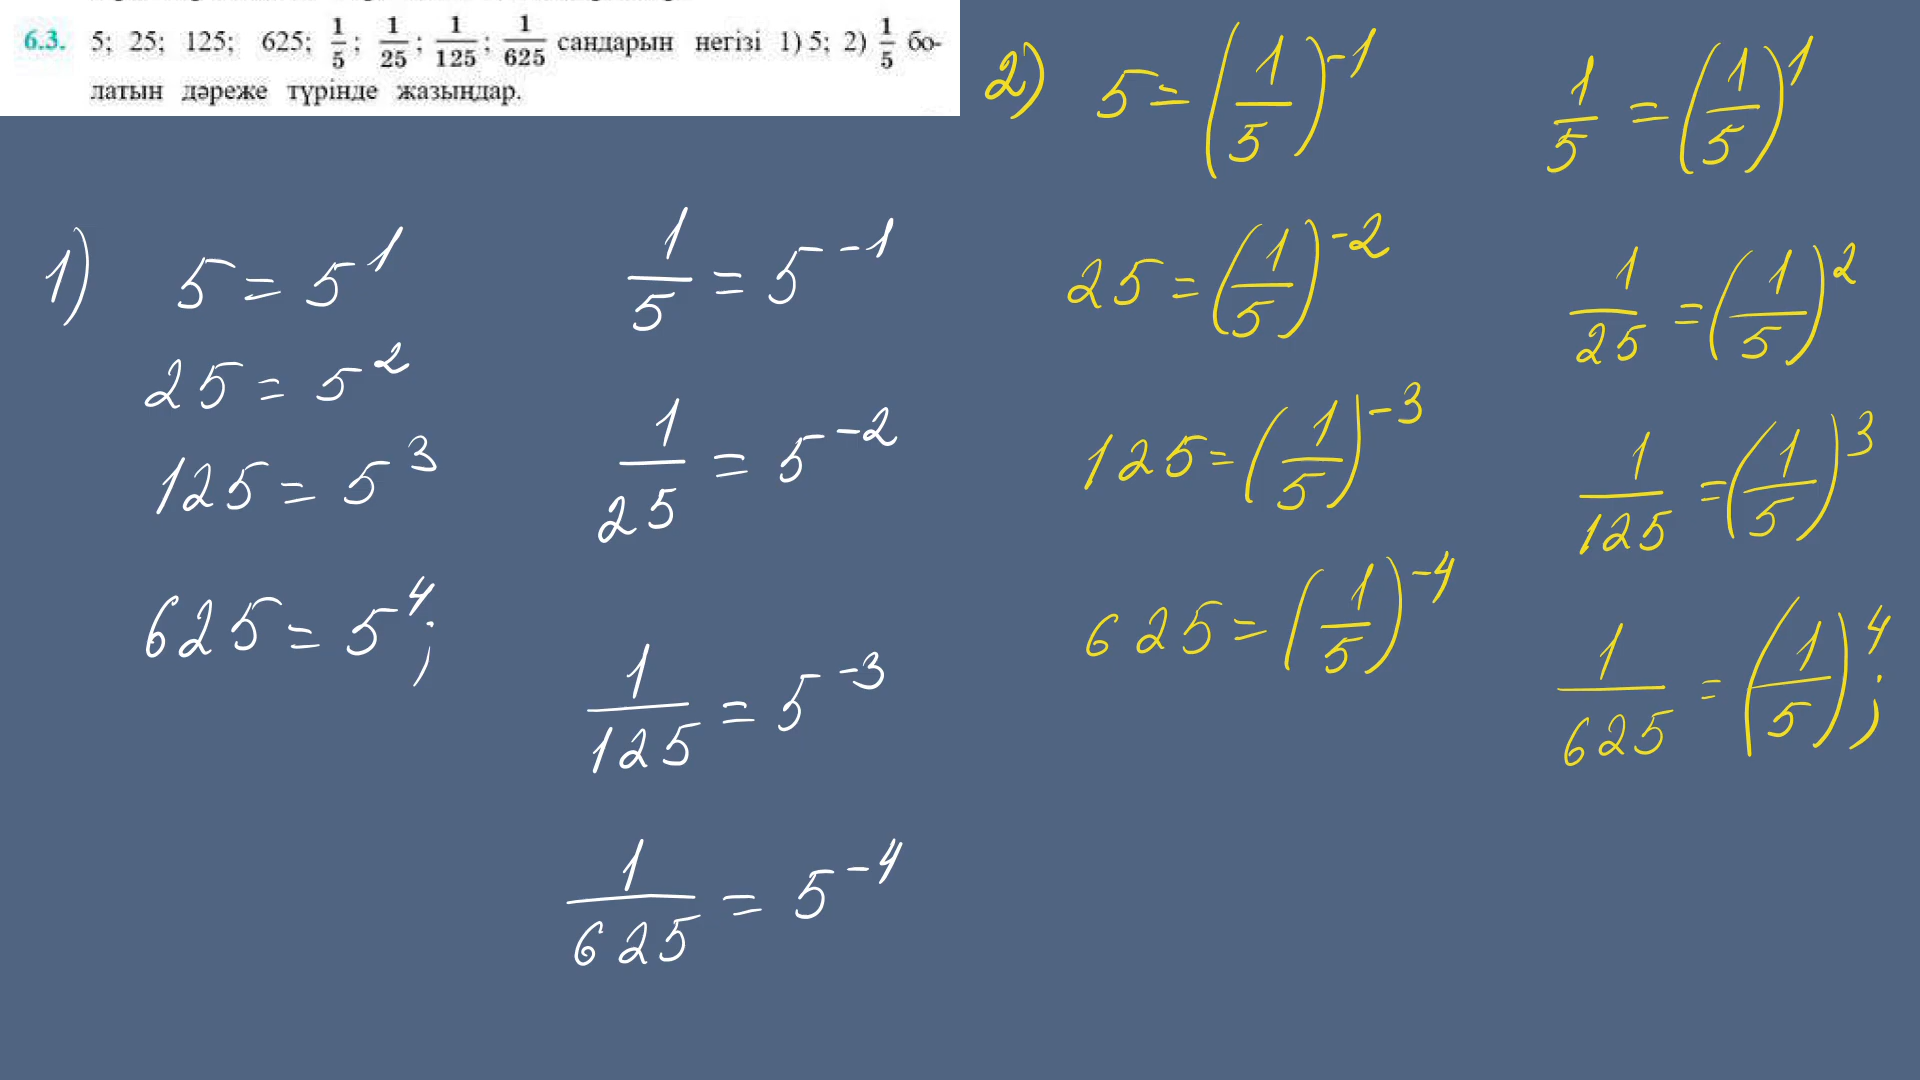 6.3. 5; 25; 125; 625; 1/5; 1/25; 1/125; 1/625 сандарын негізі 1) 5; 2) 1/5 бо-
латын дәреже түрінде жазыңдар.
1)
5 = 5^1
25 = 5^2
125 = 5^3
625 = 5^4;
1/5 = 5^-1
1/25 = 5^-2
1/125 = 5^-3
1/625 = 5^-4
2)
5 = (1/5)^-1
25 = (1/5)^-2
125 = (1/5)^-3
625 = (1/5)^-4
1/5 = (1/5)^1
1/25 = (1/5)^2
1/125 = (1/5)^3
1/625 = (1/5)^4;